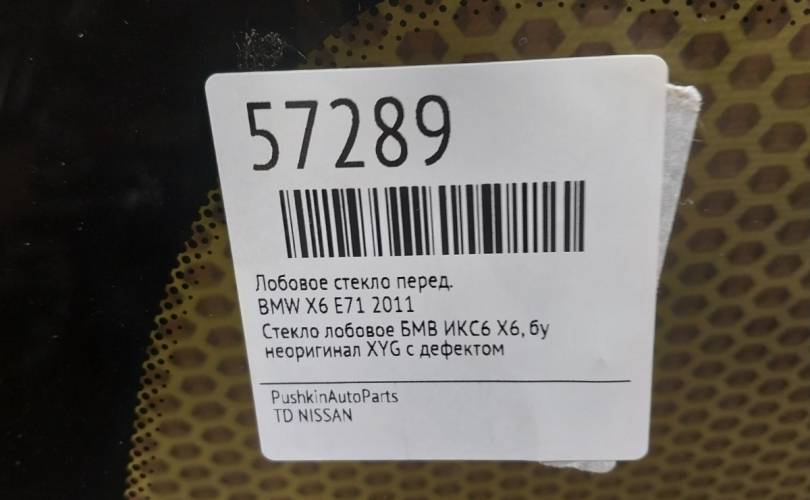 57289
Лобовое стекло перед.
BMW X6 E71 2011
Стекло лобовое БМВ ИКС6 Х6, бу
неоригинал XYG с дефектом
PushkinAutoParts
TD NISSAN